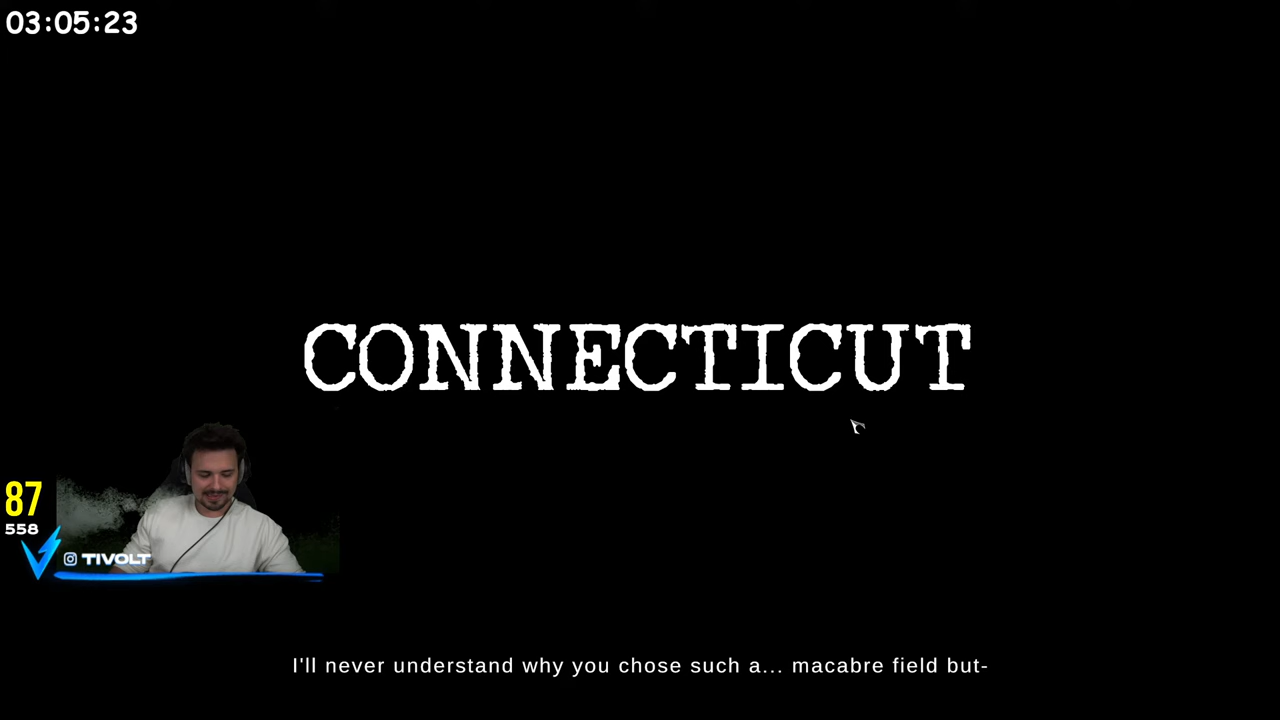 03:05:23
CONNECTICUT
87
558
TIVOLT
I'll never understand why you chose such a... macabre field but-